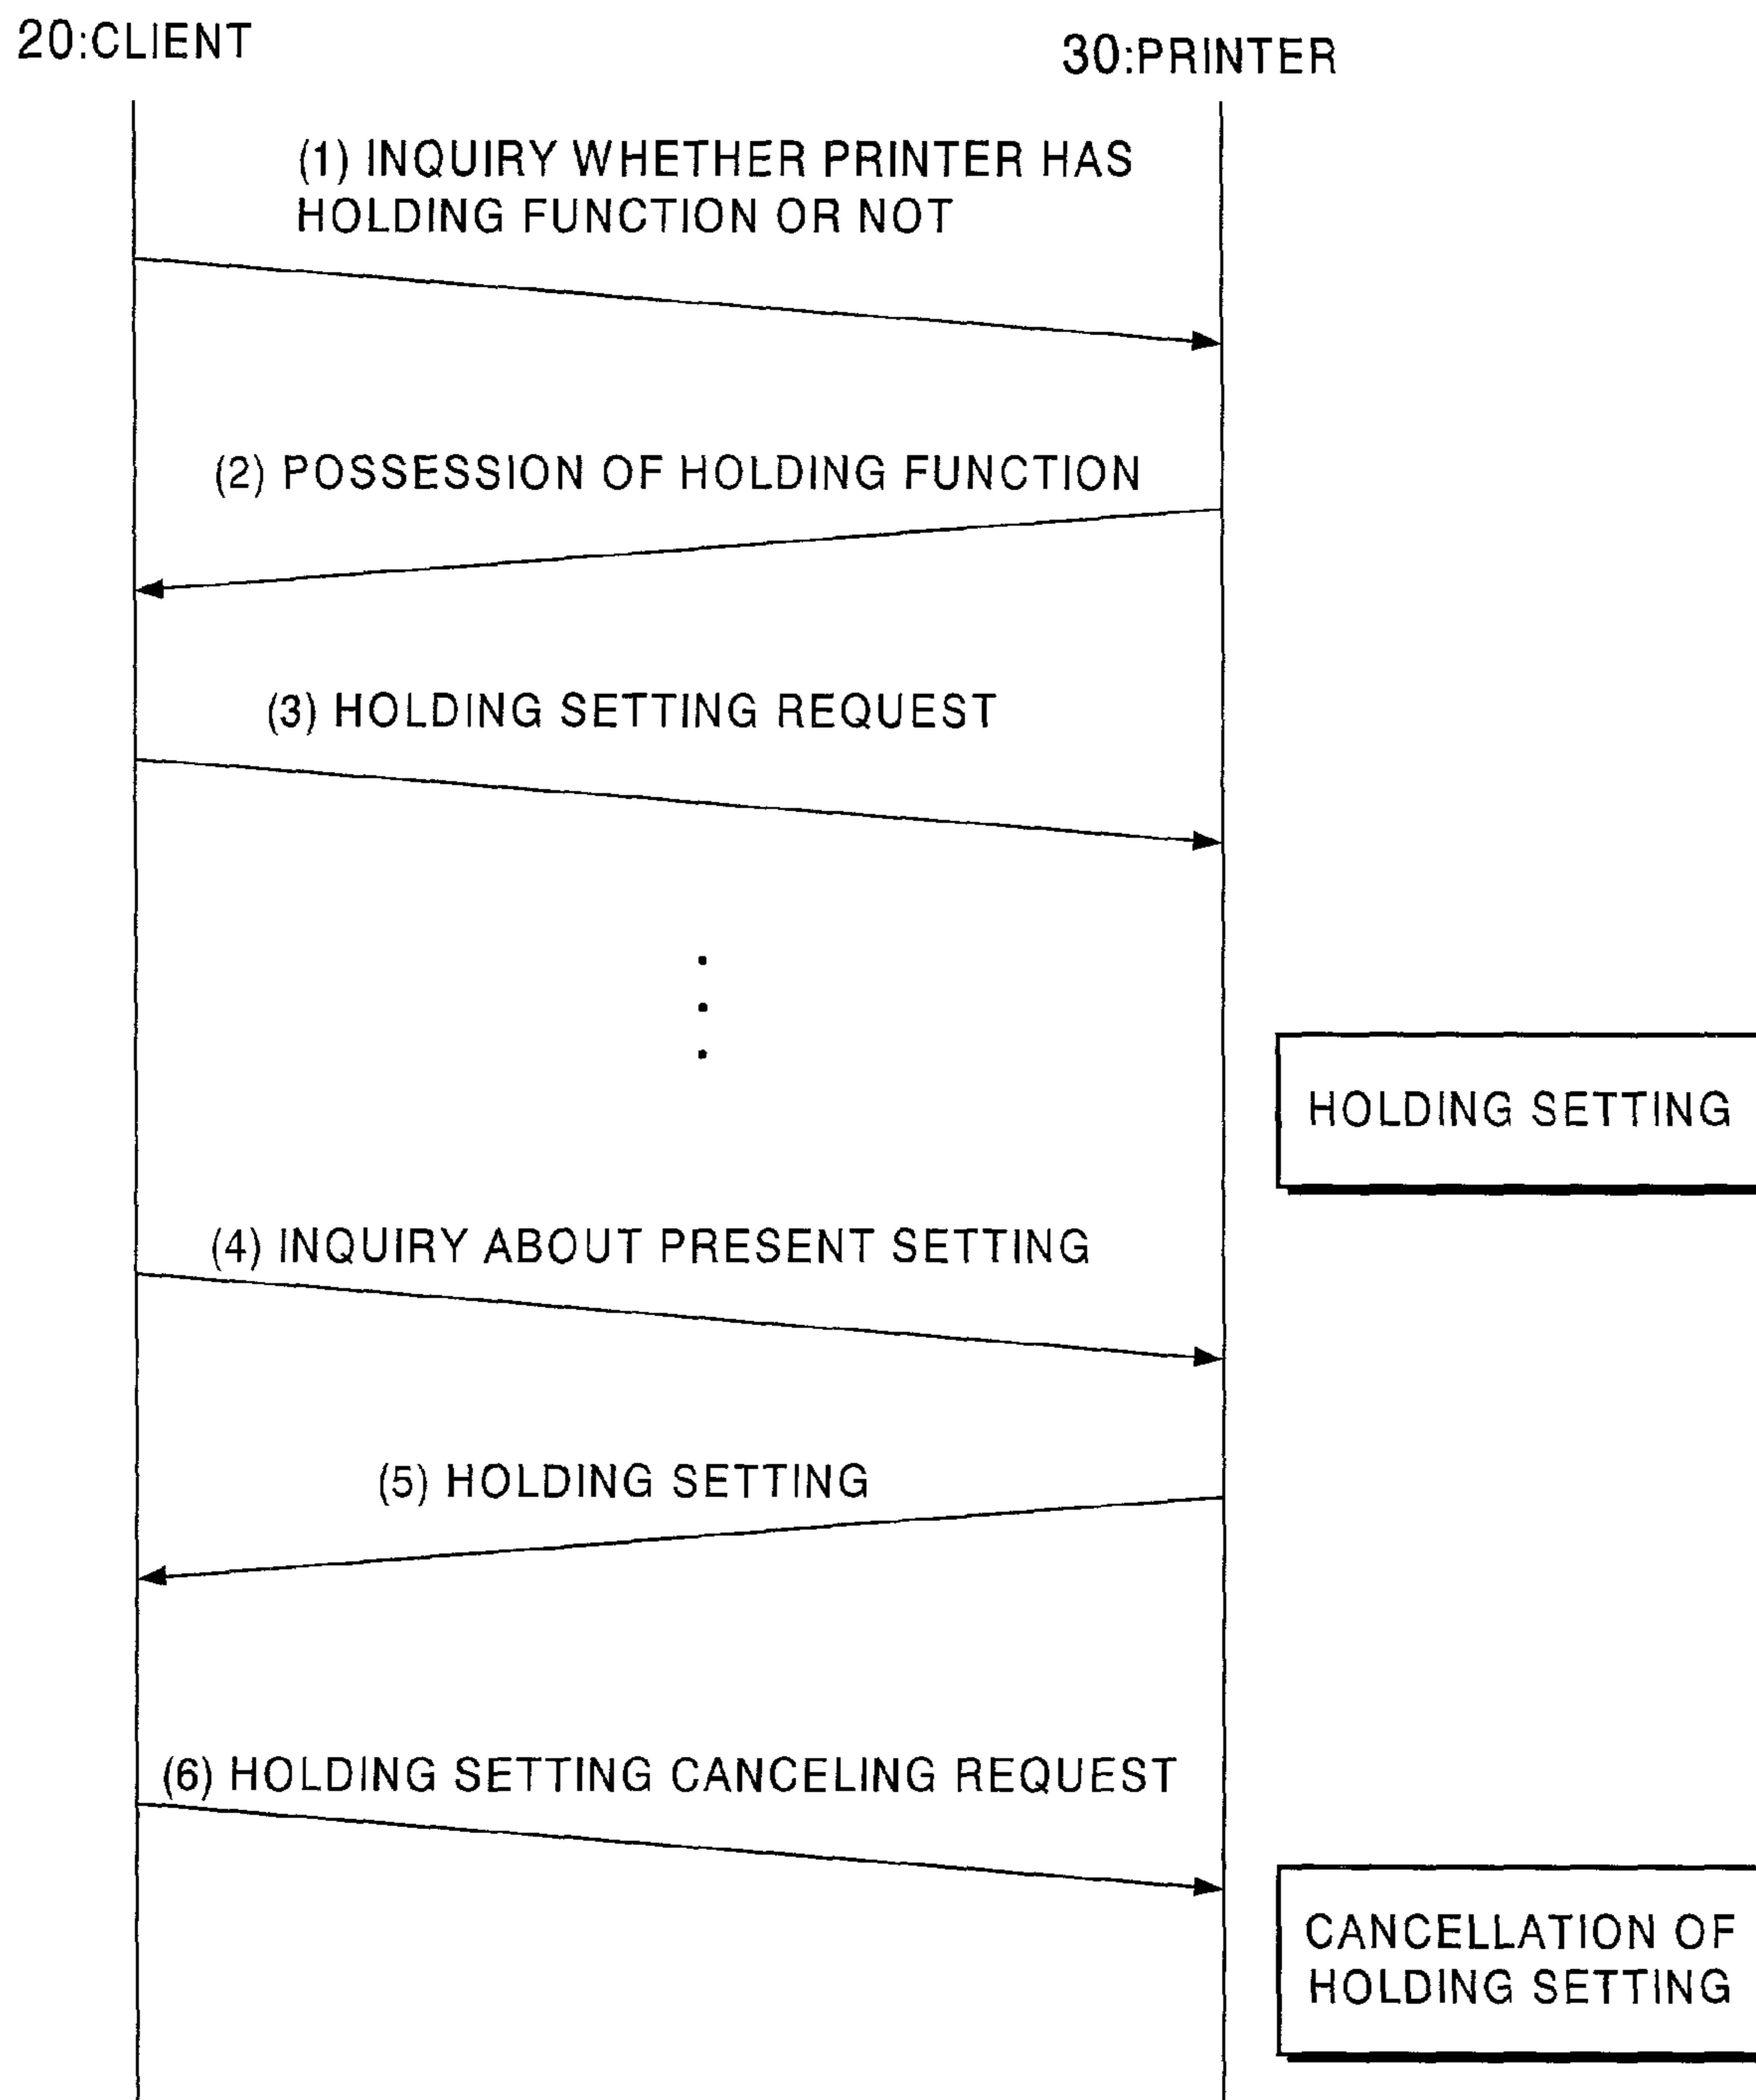 20:CLIENT
30:PRINTER
(1) INQUIRY WHETHER PRINTER HAS
HOLDING FUNCTION OR NOT
(2) POSSESSION OF HOLDING FUNCTION
(3) HOLDING SETTING REQUEST
HOLDING SETTING
(4) INQUIRY ABOUT PRESENT SETTING
(5) HOLDING SETTING
(6) HOLDING SETTING CANCELING REQUEST
CANCELLATION OF
HOLDING SETTING